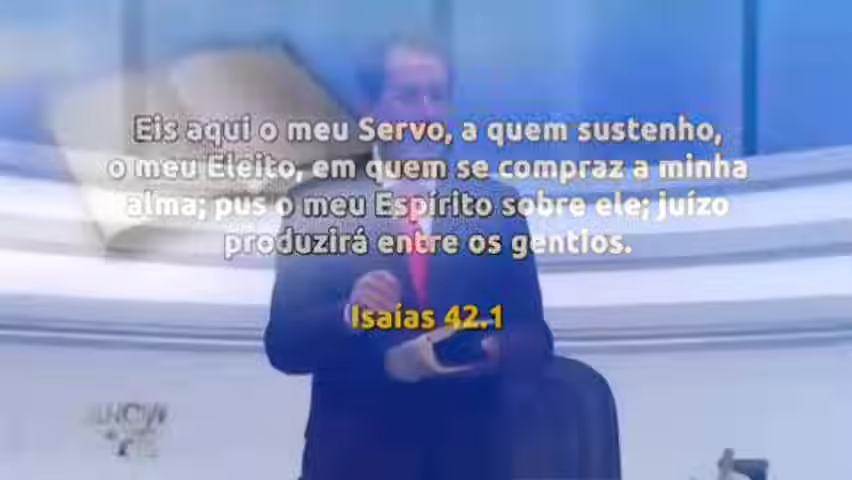 Eis aqui o meu Servo, a quem sustenho,
o meu Eleito, em quem se compraz a minha
alma; pus o meu Espírito sobre ele; juízo
produzirá entre os gentios.
Isaías 42.1